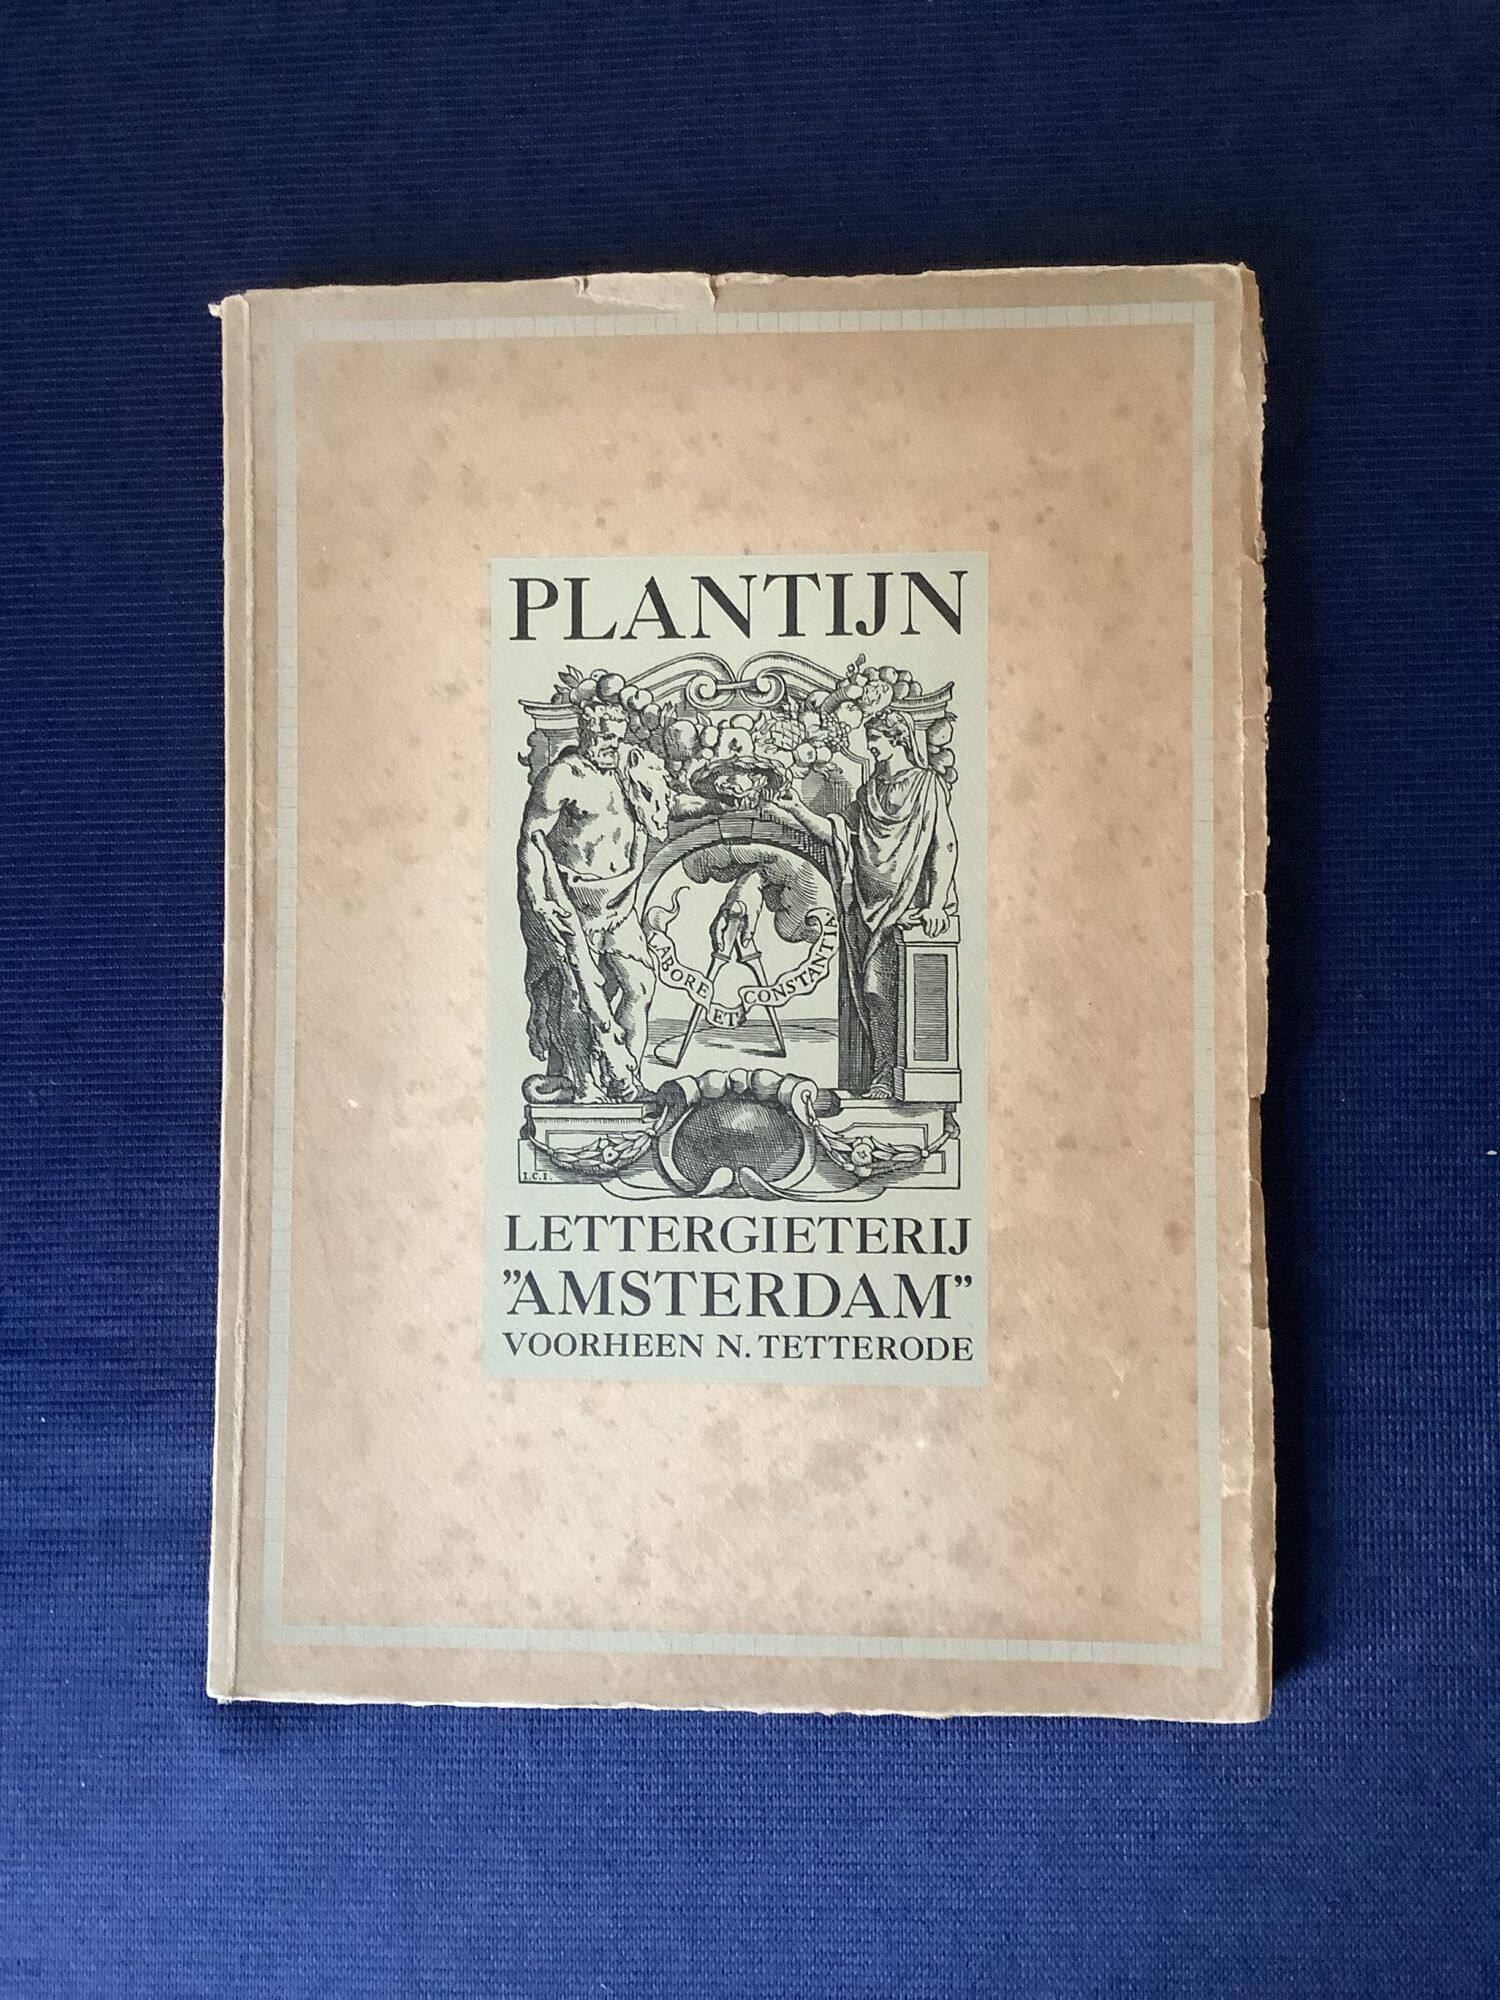 PLANTIJN
LABORE ET CONSTANTIA
I.C.I.
LETTERGIETERIJ
"AMSTERDAM"
VOORHEEN N. TETTERODE